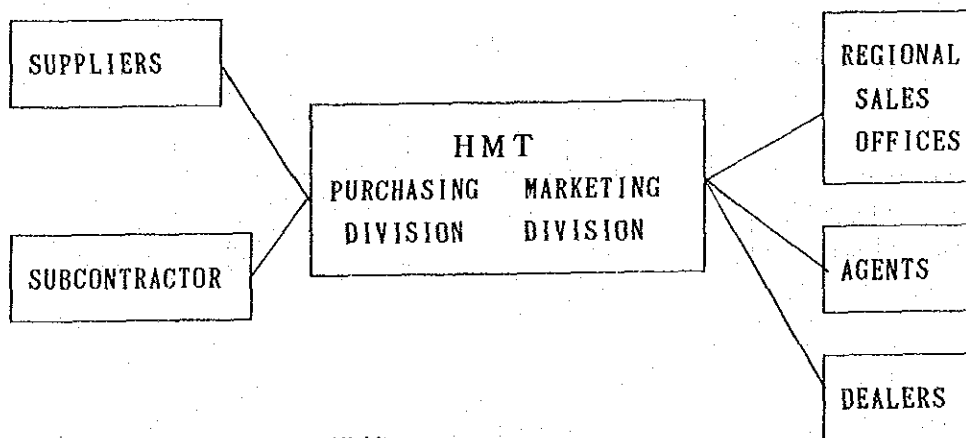 SUPPLIERS
SUBCONTRACTOR
HMT
PURCHASING MARKETING
DIVISION DIVISION
REGIONAL
SALES
OFFICES
AGENTS
DEALERS